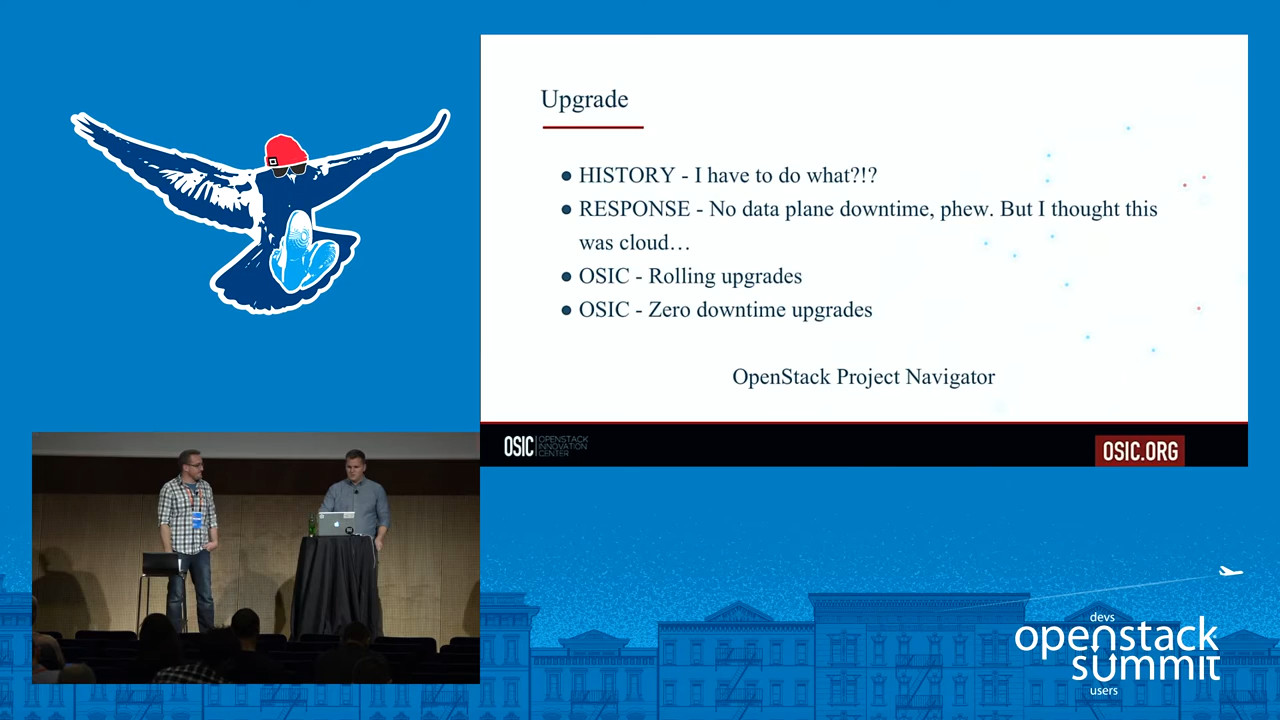 Upgrade
● HISTORY - I have to do what?!?
● RESPONSE - No data plane downtime, phew. But I thought this
was cloud…
● OSIC - Rolling upgrades
● OSIC - Zero downtime upgrades
OpenStack Project Navigator
OSIC OPENSTACK
INNOVATION
CENTER
OSIC.ORG
devs
openstack
summit
users